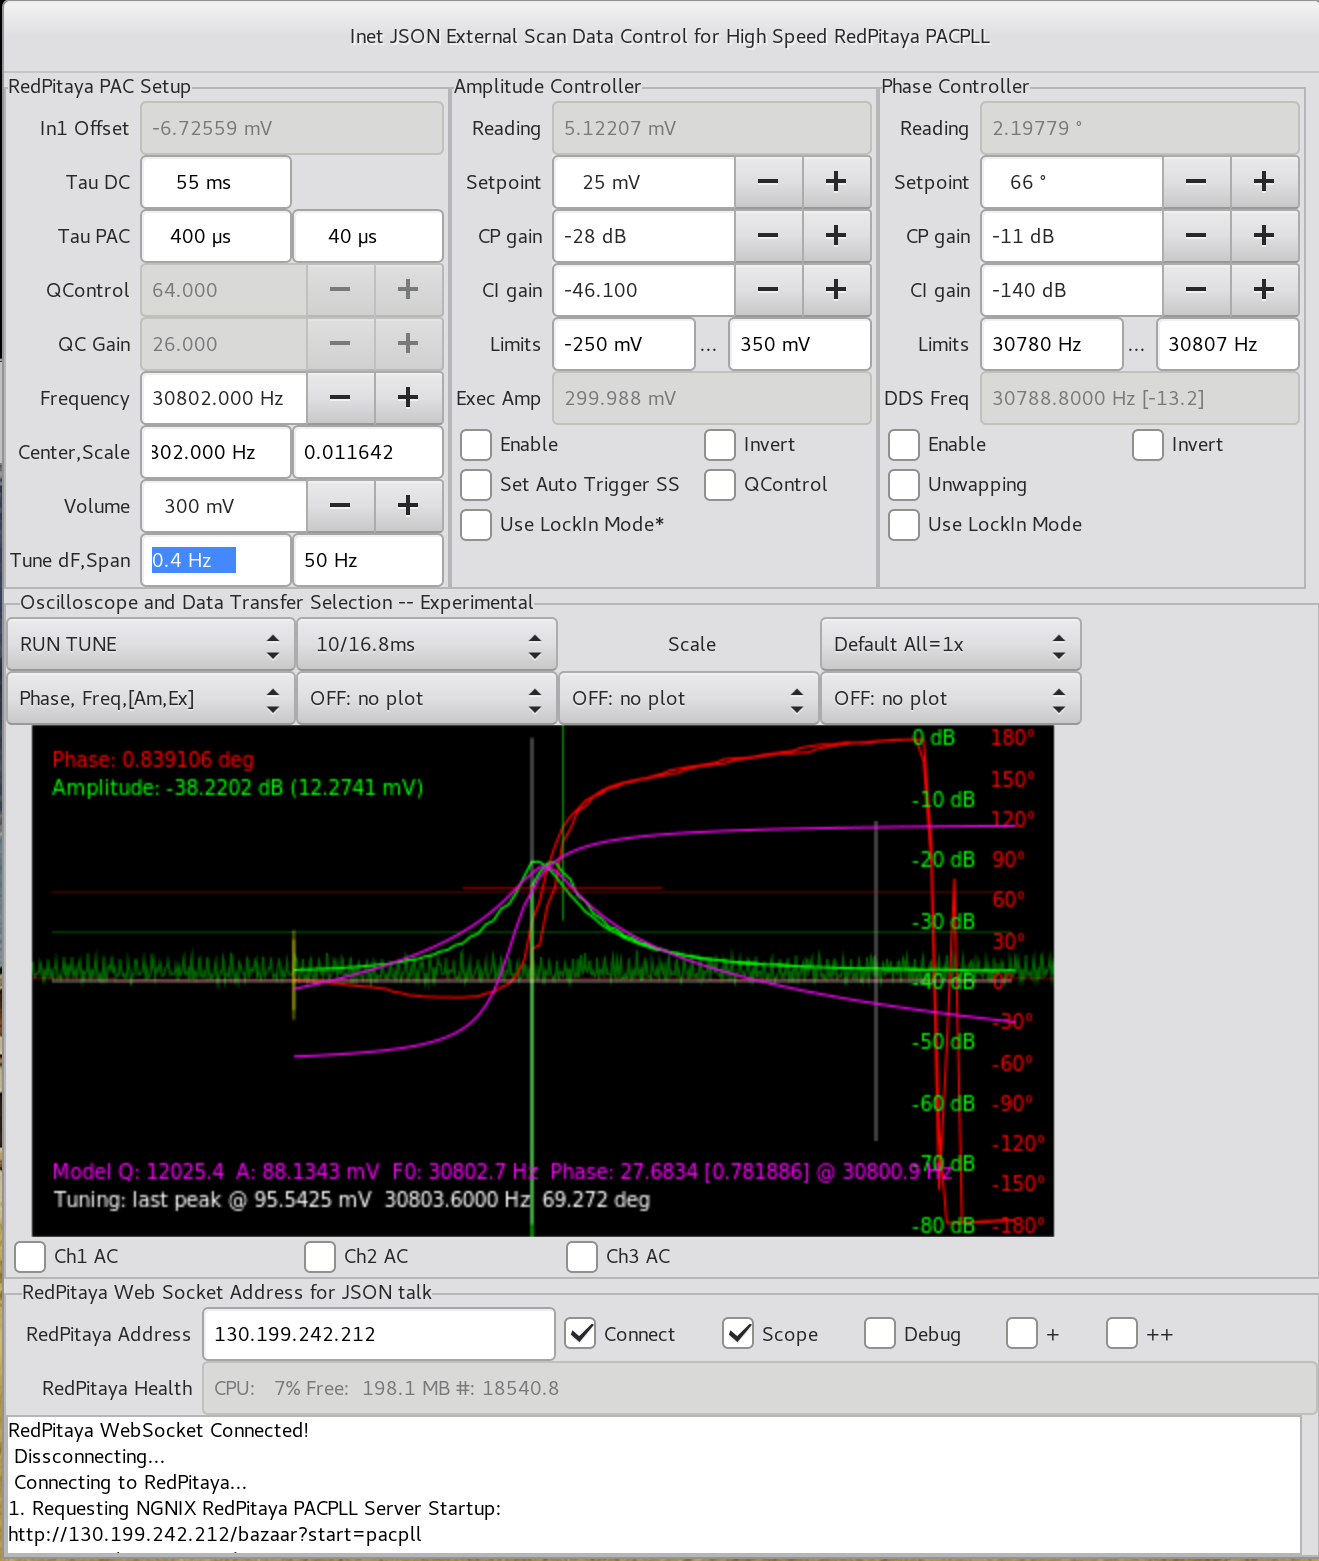 Inet JSON External Scan Data Control for High Speed RedPitaya PACPLL
RedPitaya PAC Setup
In1 Offset -6.72559 mV
Tau DC 55 ms
Tau PAC 400 µs 40 µs
QControl 64.000
QC Gain 26.000
Frequency 30802.000 Hz
Center,Scale 302.000 Hz 0.011642
Volume 300 mV
Tune dF,Span 0.4 Hz 50 Hz
Amplitude Controller
Reading 5.12207 mV
Setpoint 25 mV
CP gain -28 dB
CI gain -46.100
Limits -250 mV ... 350 mV
Exec Amp 299.988 mV
Enable Invert
Set Auto Trigger SS QControl
Use LockIn Mode*
Phase Controller
Reading 2.19779 °
Setpoint 66 °
CP gain -11 dB
CI gain -140 dB
Limits 30780 Hz ... 30807 Hz
DDS Freq 30788.8000 Hz [-13.2]
Enable Invert
Unwapping
Use LockIn Mode
Oscilloscope and Data Transfer Selection -- Experimental
RUN TUNE 10/16.8ms Scale Default All=1x
Phase, Freq,[Am,Ex] OFF: no plot OFF: no plot OFF: no plot
Phase: 0.839106 deg
Amplitude: -38.2202 dB (12.2741 mV)
0 dB 180°
150°
-10 dB
120°
-20 dB 90°
60°
-30 dB
30°
-40 dB 0°
-30°
-50 dB
-60°
-60 dB -90°
-120°
-70 dB
-150°
-80 dB -180°
Model Q: 12025.4 A: 88.1343 mV F0: 30802.7 Hz Phase: 27.6834 [0.781886] @ 30800.9 Hz
Tuning: last peak @ 95.5425 mV 30803.6000 Hz 69.272 deg
Ch1 AC Ch2 AC Ch3 AC
RedPitaya Web Socket Address for JSON talk
RedPitaya Address 130.199.242.212 Connect Scope Debug + ++
RedPitaya Health CPU: 7% Free: 198.1 MB #: 18540.8
RedPitaya WebSocket Connected!
Dissconnecting...
Connecting to RedPitaya...
1. Requesting NGNIX RedPitaya PACPLL Server Startup:
http://130.199.242.212/bazaar?start=pacpll